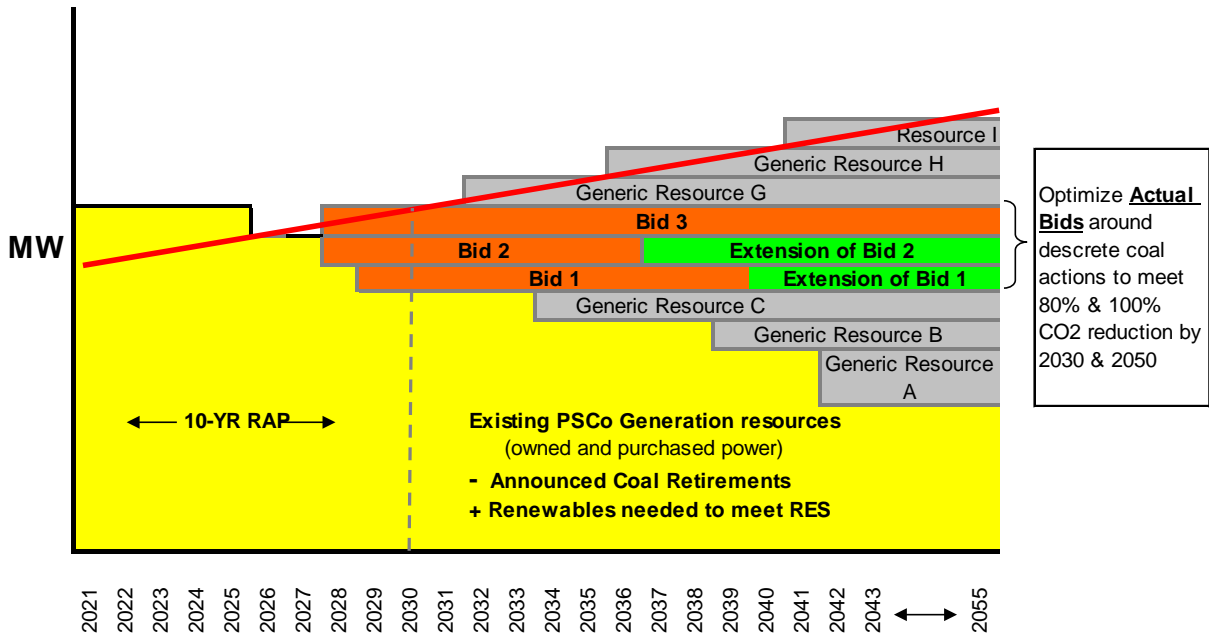 Resource I
Generic Resource H
Generic Resource G
Bid 3
Bid 2
Extension of Bid 2
Bid 1
Extension of Bid 1
Generic Resource C
Generic Resource B
Generic Resource
A
MW
Optimize Actual
Bids around
descrete coal
actions to meet
80% & 100%
CO2 reduction by
2030 & 2050
10-YR RAP
Existing PSCo Generation resources
(owned and purchased power)
- Announced Coal Retirements
+ Renewables needed to meet RES
2021
2022
2023
2024
2025
2026
2027
2028
2029
2030
2031
2032
2033
2034
2035
2036
2037
2038
2039
2040
2041
2042
2043
2055